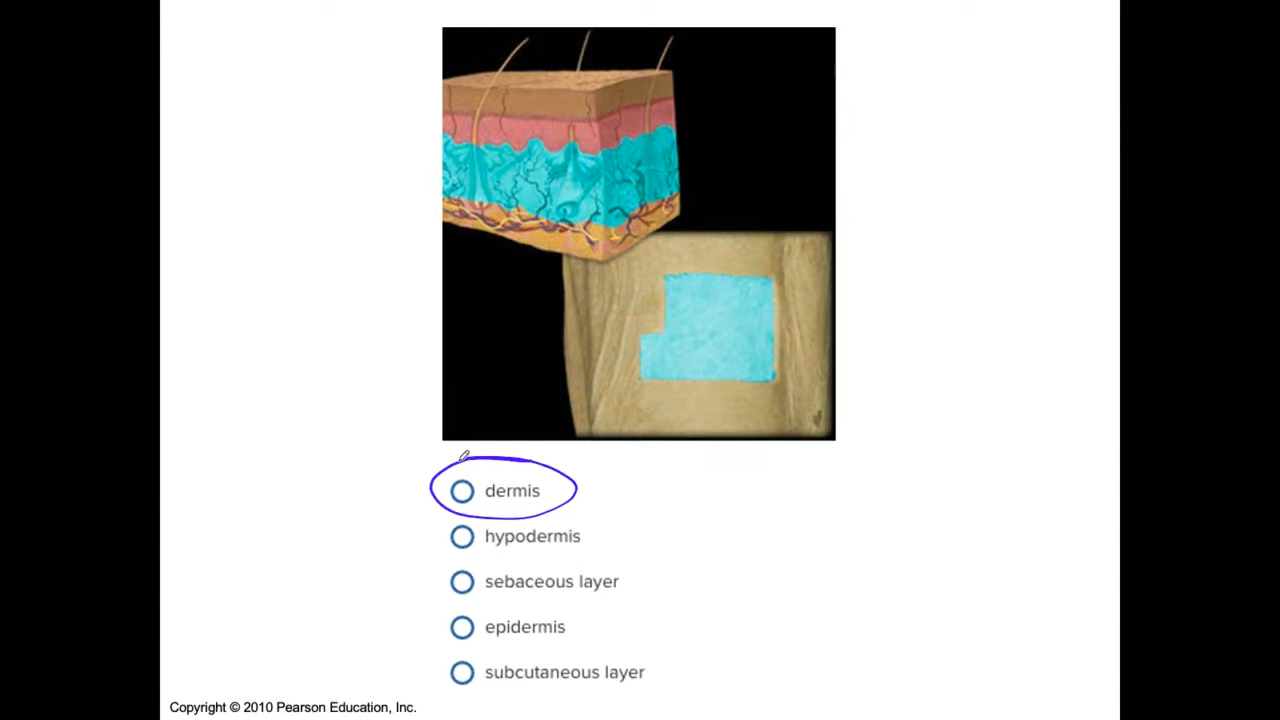 dermis
hypodermis
sebaceous layer
epidermis
subcutaneous layer
Copyright © 2010 Pearson Education, Inc.